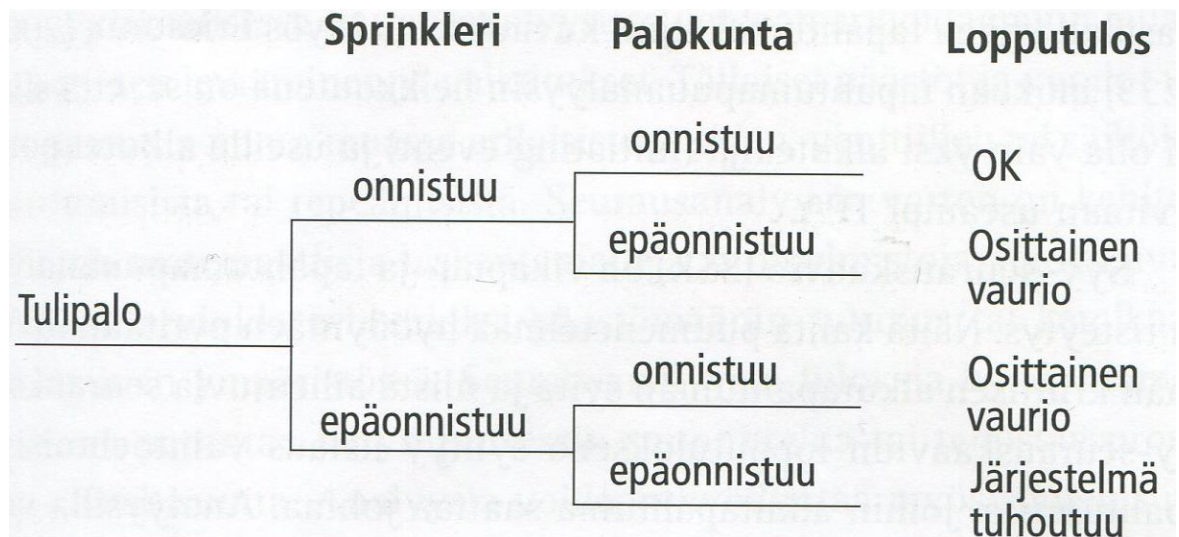 Sprinkleri Palokunta Lopputulos
onnistuu
OK
onnistuu
epäonnistuu
Osittainen
vaurio
Tulipalo
onnistuu
Osittainen
vaurio
epäonnistuu
epäonnistuu
Järjestelmä
tuhoutuu